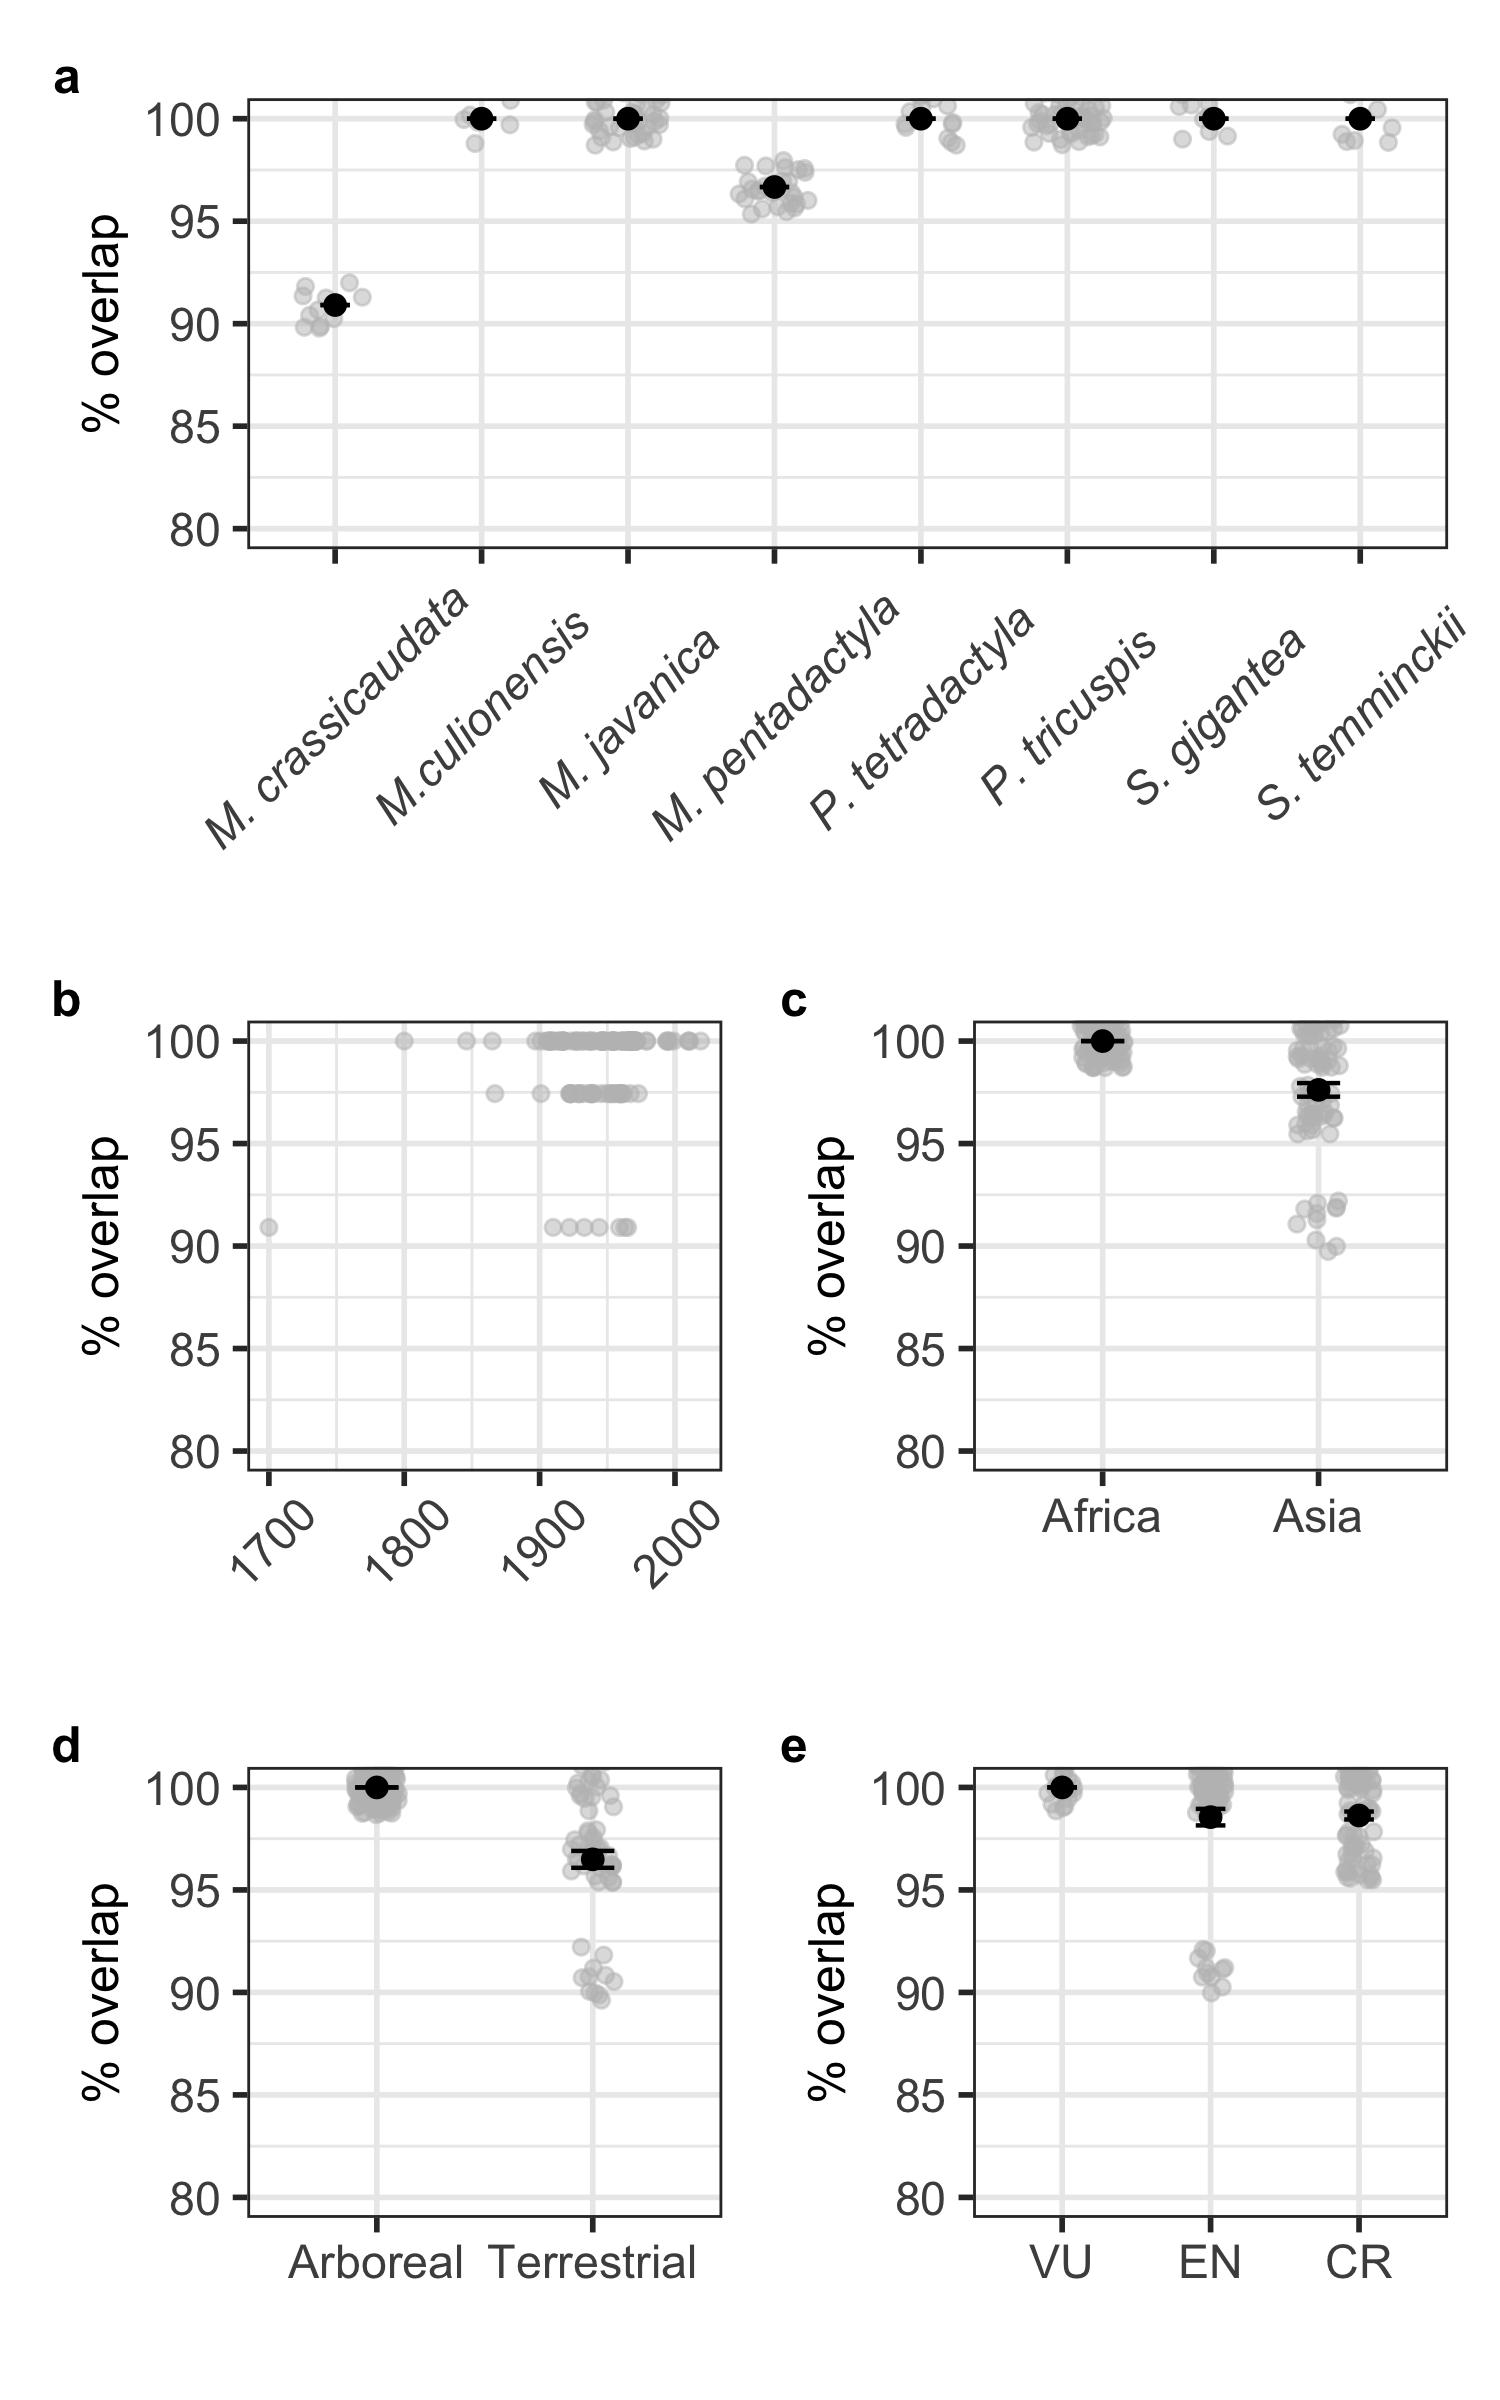 a
% overlap
100
95
90
85
80
M. crassicaudata
M.culionensis
M. javanica
M. pentadactyla
P. tetradactyla
P. tricuspis
S. gigantea
S. temminckii
b
% overlap
100
95
90
85
80
1700
1800
1900
2000
c
% overlap
100
95
90
85
80
Africa
Asia
d
% overlap
100
95
90
85
80
Arboreal
Terrestrial
e
% overlap
100
95
90
85
80
VU
EN
CR